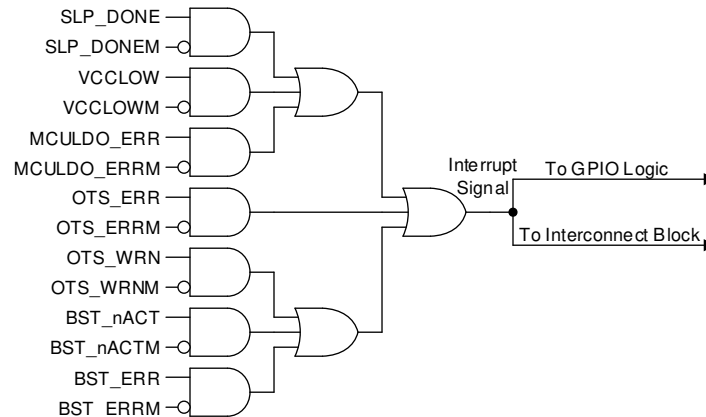 SLP_DONE
SLP_DONEM
VCCLOW
VCCLOWM
MCULDO_ERR
MCULDO_ERRM
OTS_ERR
OTS_ERRM
OTS_WRN
OTS_WRNM
BST_nACT
BST_nACTM
BST_ERR
BST_ERRM
Interrupt
Signal
To GPIO Logic
To Interconnect Block